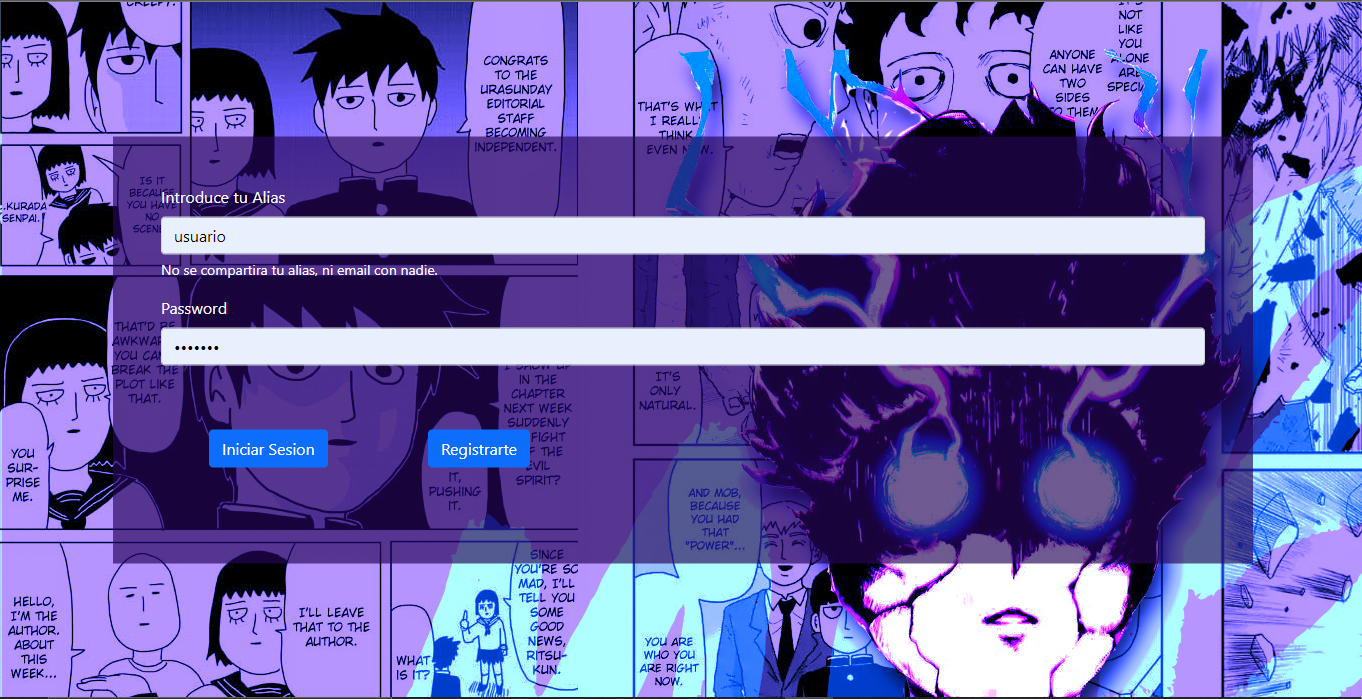 CREEPY.
CONGRATS
TO THE
URASUNDAY
EDITORIAL
STAFF
BECOMING
INDEPENDENT.
THAT'S WHAT
I REALLY
THINK,
EVEN NOW.
IT'S
NOT
LIKE
YOU
ALONE
ARE
SPECIAL
ANYONE
CAN HAVE
TWO
SIDES
TO THEM
...KURADA
SENPAI.
IS IT
BECAUSE
YOU HAVE
NO
SCENE
Introduce tu Alias
usuario
No se compartira tu alias, ni email con nadie.
Password
•••••••
THAT'D BE
AWKWARD
YOU CAN
BREAK THE
PLOT LIKE
THAT.
I SHOW UP
IN THE
CHAPTER
NEXT WEEK
SUDDENLY
FIGHT
OF THE
EVIL
SPIRIT?
IT'S
ONLY
NATURAL.
Iniciar Sesion
Registrarte
YOU
SUR-
PRISE
ME.
IT,
PUSHING
IT.
AND MOB,
BECAUSE
YOU HAD
THAT
"POWER"...
HELLO,
I'M THE
AUTHOR.
ABOUT
THIS
WEEK...
I'LL LEAVE
THAT TO THE
AUTHOR.
WHAT
IS IT?
SINCE
YOU'RE SO
MAD, I'LL
TELL YOU
SOME
GOOD
NEWS,
RITSU-
KUN.
YOU ARE
WHO YOU
ARE RIGHT
NOW.